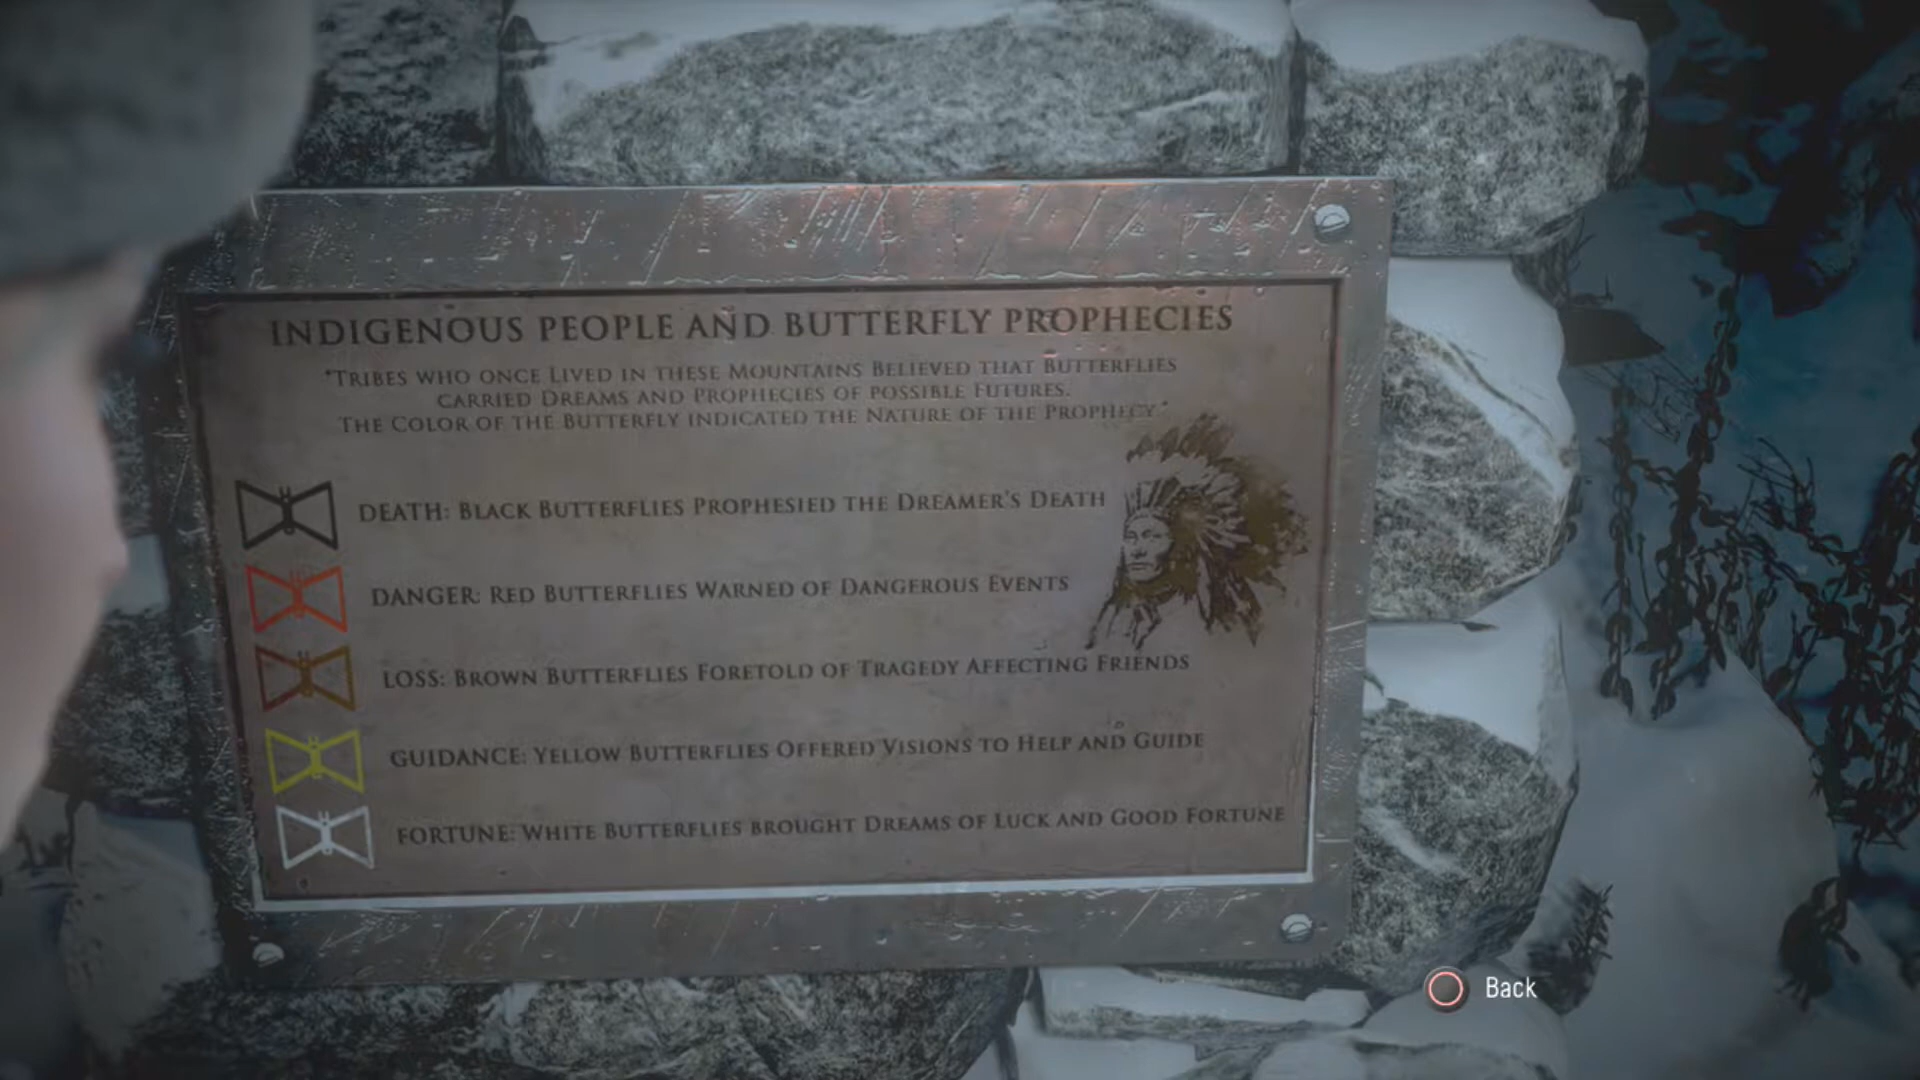 INDIGENOUS PEOPLE AND BUTTERFLY PROPHECIES
"TRIBES WHO ONCE LIVED IN THESE MOUNTAINS BELIEVED THAT BUTTERFLIES
CARRIED DREAMS AND PROPHECIES OF POSSIBLE FUTURES.
THE COLOR OF THE BUTTERFLY INDICATED THE NATURE OF THE PROPHECY."
DEATH: BLACK BUTTERFLIES PROPHESIED THE DREAMER'S DEATH
DANGER: RED BUTTERFLIES WARNED OF DANGEROUS EVENTS
LOSS: BROWN BUTTERFLIES FORETOLD OF TRAGEDY AFFECTING FRIENDS
GUIDANCE: YELLOW BUTTERFLIES OFFERED VISIONS TO HELP AND GUIDE
FORTUNE: WHITE BUTTERFLIES BROUGHT DREAMS OF LUCK AND GOOD FORTUNE
Back